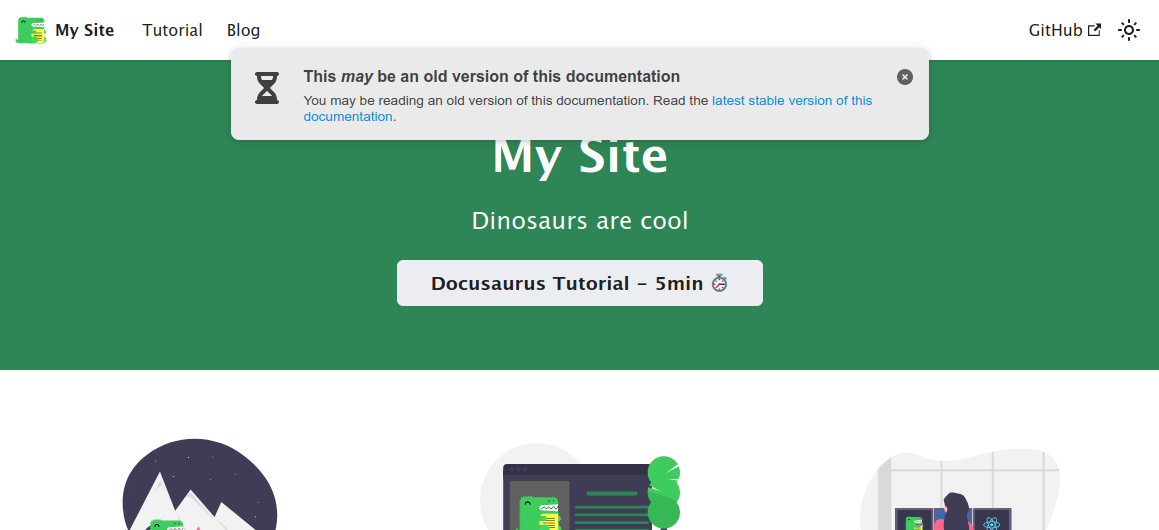 My Site Tutorial Blog GitHub
This may be an old version of this documentation
You may be reading an old version of this documentation. Read the latest stable version of this
documentation.
My Site
Dinosaurs are cool
Docusaurus Tutorial - 5min ⏱️